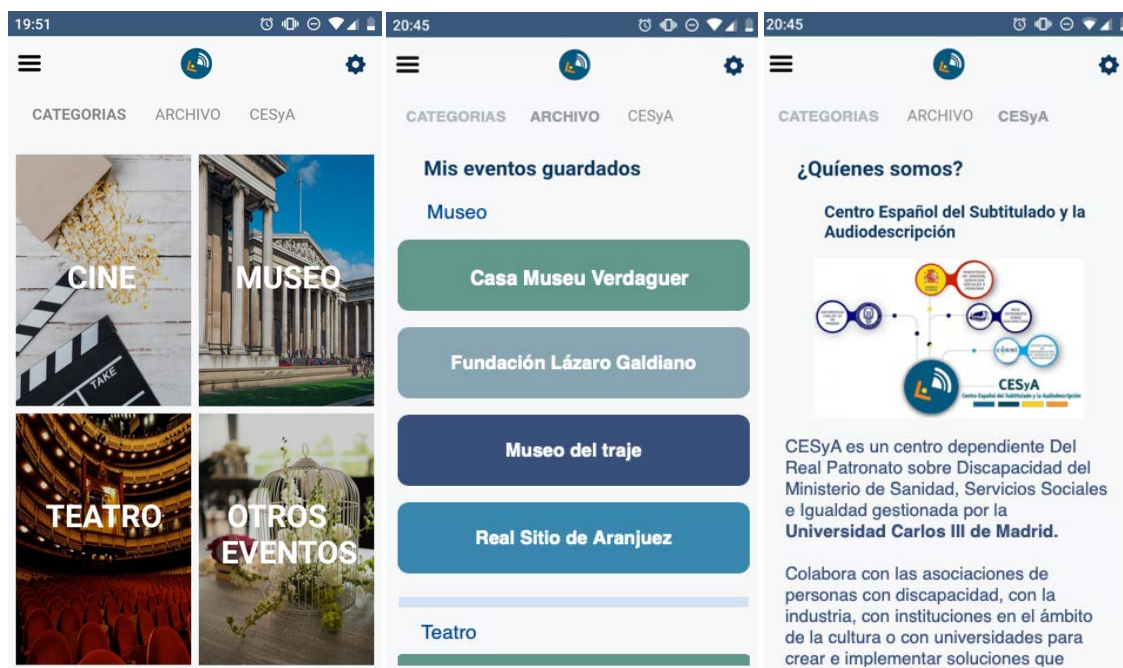 19:51
CATEGORIAS ARCHIVO CESyA
CINE
MUSEO
TAKE
TEATRO
OTROS
EVENTOS
20:45
CATEGORIAS ARCHIVO CESyA
Mis eventos guardados
Museo
Casa Museu Verdaguer
Fundación Lázaro Galdiano
Museo del traje
Real Sitio de Aranjuez
Teatro
20:45
CATEGORIAS ARCHIVO CESyA
¿Quíenes somos?
Centro Español del Subtitulado y la
Audiodescripción
CESyA
Centro Español del Subtitulado y la Audiodescripción
CESyA es un centro dependiente Del
Real Patronato sobre Discapacidad del
Ministerio de Sanidad, Servicios Sociales
e Igualdad gestionada por la
Universidad Carlos III de Madrid.
Colabora con las asociaciones de
personas con discapacidad, con la
industria, con instituciones en el ámbito
de la cultura o con universidades para
crear e implementar soluciones que